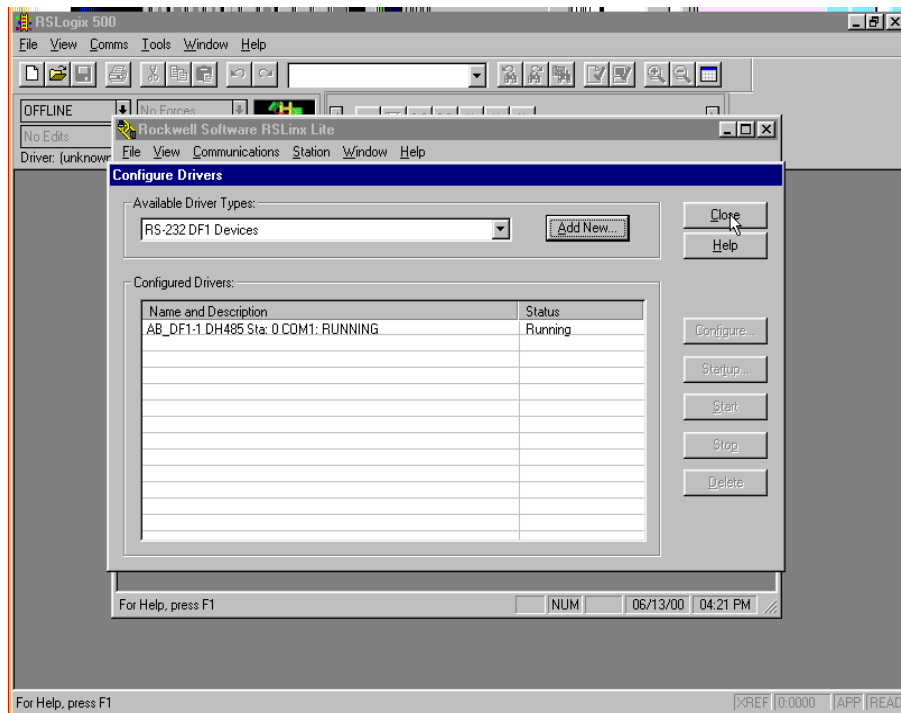 RSLogix 500
File View Comms Tools Window Help
OFFLINE
No Forces
No Edits
Driver: (unknown
Rockwell Software RSLinx Lite
File View Communications Station Window Help
Configure Drivers
Available Driver Types:
RS-232 DF1 Devices
Add New...
Close
Help
Configured Drivers:
Name and Description Status
AB_DF1-1 DH485 Sta: 0 COM1: RUNNING Running
Configure...
Startup...
Start
Stop
Delete
For Help, press F1 NUM 06/13/00 04:21 PM
For Help, press F1 XREF 0:0000 APP READ